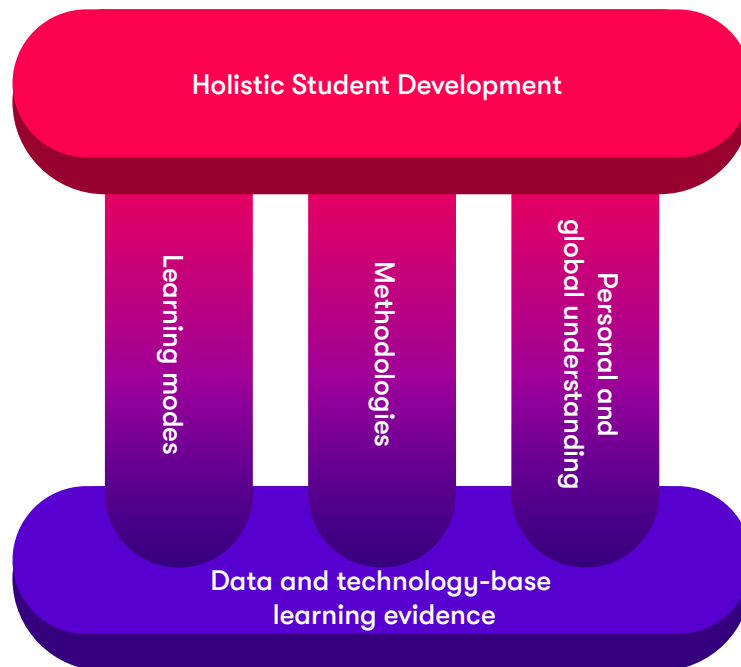 Holistic Student Development
Learning modes
Methodologies
Personal and
global understanding
Data and technology-base
learning evidence